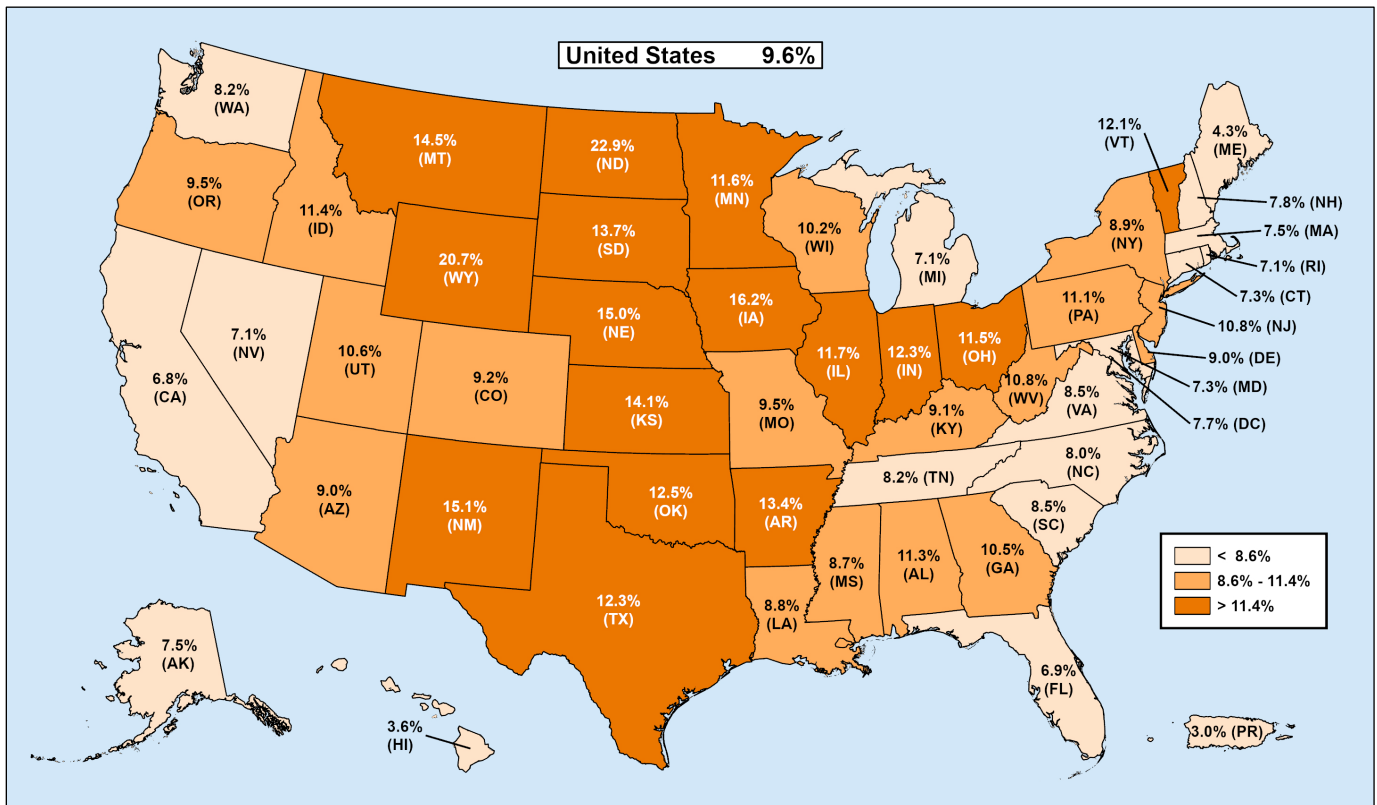 United States 9.6%
8.2%
(WA)
9.5%
(OR)
11.4%
(ID)
14.5%
(MT)
22.9%
(ND)
11.6%
(MN)
13.7%
(SD)
20.7%
(WY)
10.2%
(WI)
7.1%
(MI)
12.1%
(VT)
4.3%
(ME)
7.8% (NH)
7.5% (MA)
8.9%
(NY)
7.1% (RI)
7.3% (CT)
11.1%
(PA)
10.8% (NJ)
9.0% (DE)
7.3% (MD)
7.7% (DC)
6.8%
(CA)
7.1%
(NV)
10.6%
(UT)
9.2%
(CO)
15.0%
(NE)
16.2%
(IA)
11.7%
(IL)
12.3%
(IN)
11.5%
(OH)
10.8%
(WV)
8.5%
(VA)
14.1%
(KS)
9.5%
(MO)
9.1%
(KY)
8.0%
(NC)
8.2% (TN)
8.5%
(SC)
9.0%
(AZ)
15.1%
(NM)
12.5%
(OK)
13.4%
(AR)
8.7%
(MS)
11.3%
(AL)
10.5%
(GA)
12.3%
(TX)
8.8%
(LA)
6.9%
(FL)
< 8.6%
8.6% - 11.4%
> 11.4%
7.5%
(AK)
3.6%
(HI)
3.0% (PR)